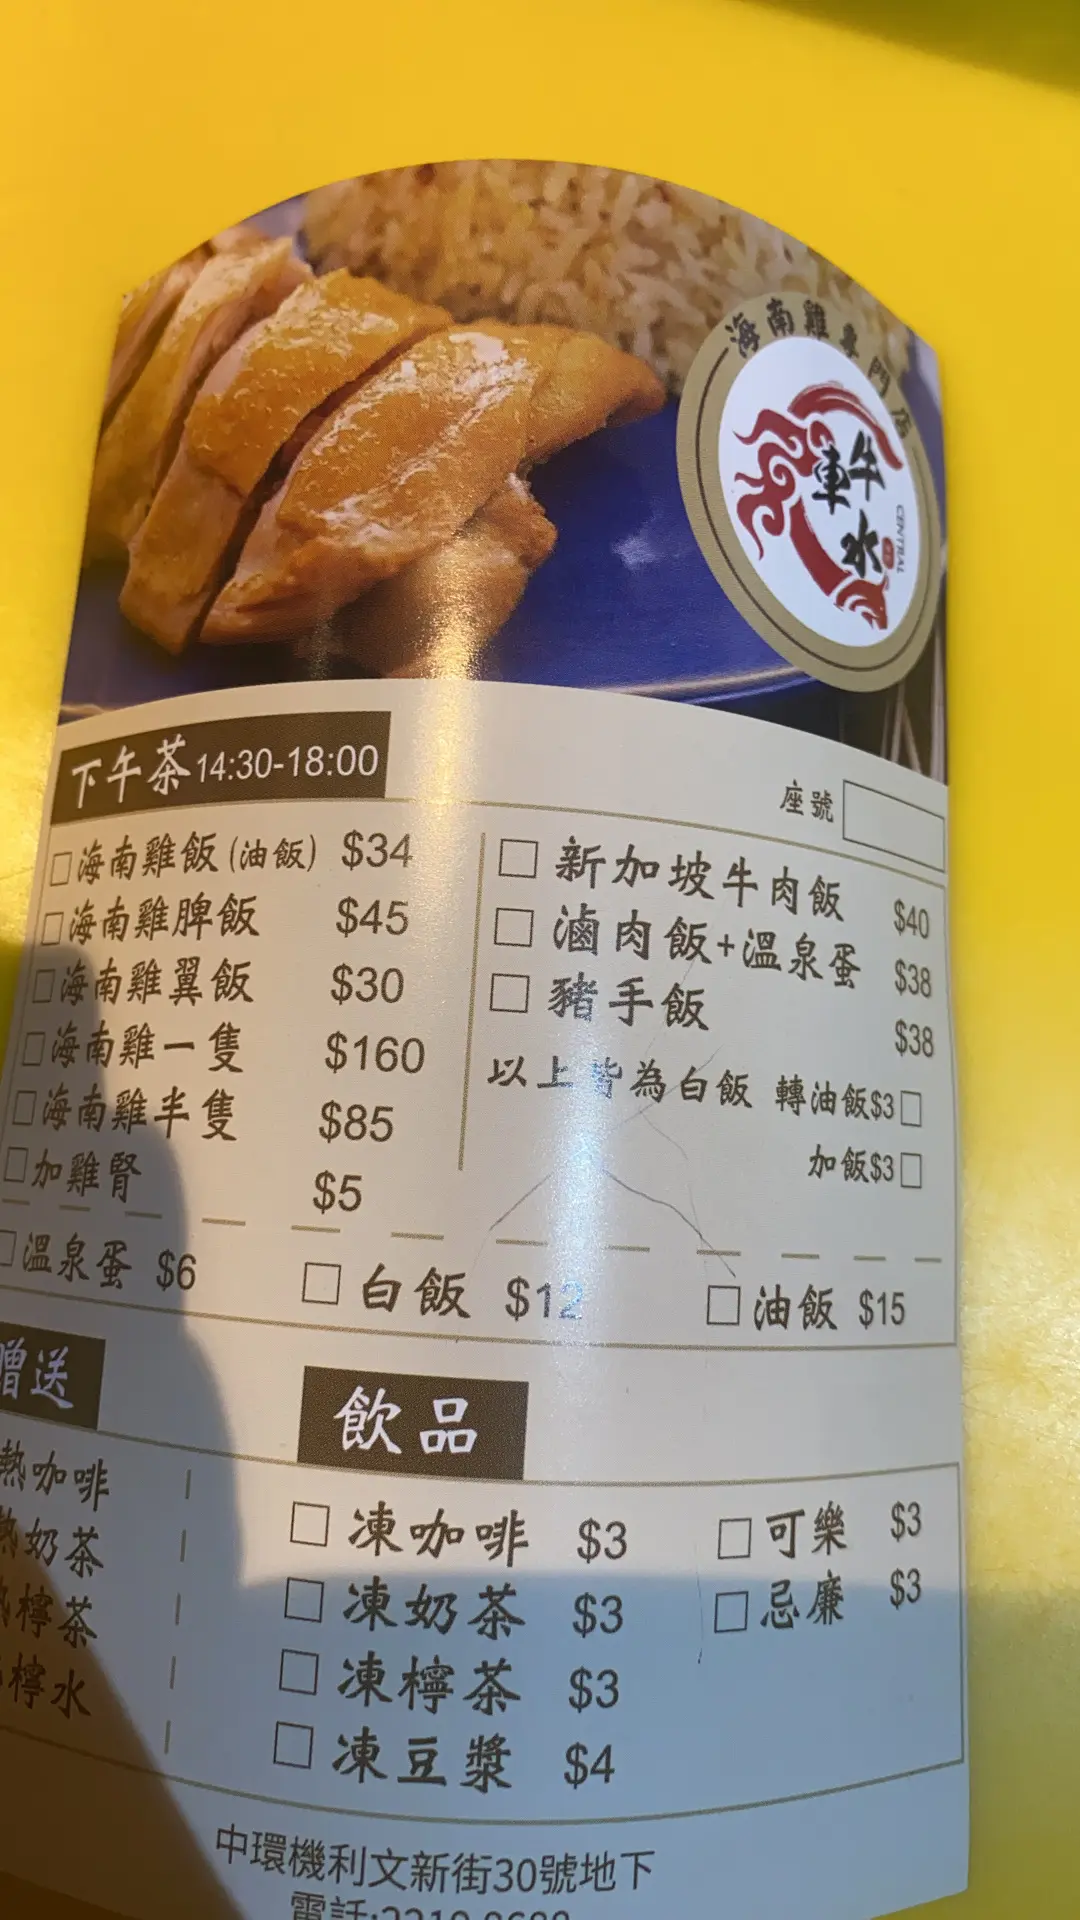 海南雞專門店
牛車水
CENTRAL
下午茶 14:30-18:00
座號
□海南雞飯(油飯) $34
□海南雞脾飯 $45
□海南雞翼飯 $30
□海南雞一隻 $160
□海南雞半隻 $85
□加雞腎 $5
□新加坡牛肉飯 $40
□滷肉飯+溫泉蛋 $38
□豬手飯 $38
以上皆為白飯 轉油飯$3□
加飯$3□
□溫泉蛋 $6 □白飯 $12 □油飯 $15
贈送
熱咖啡
熱奶茶
檸茶
檸水
飲品
□凍咖啡 $3
□凍奶茶 $3
□凍檸茶 $3
□凍豆漿 $4
□可樂 $3
□忌廉 $3
中環機利文新街30號地下
電話: